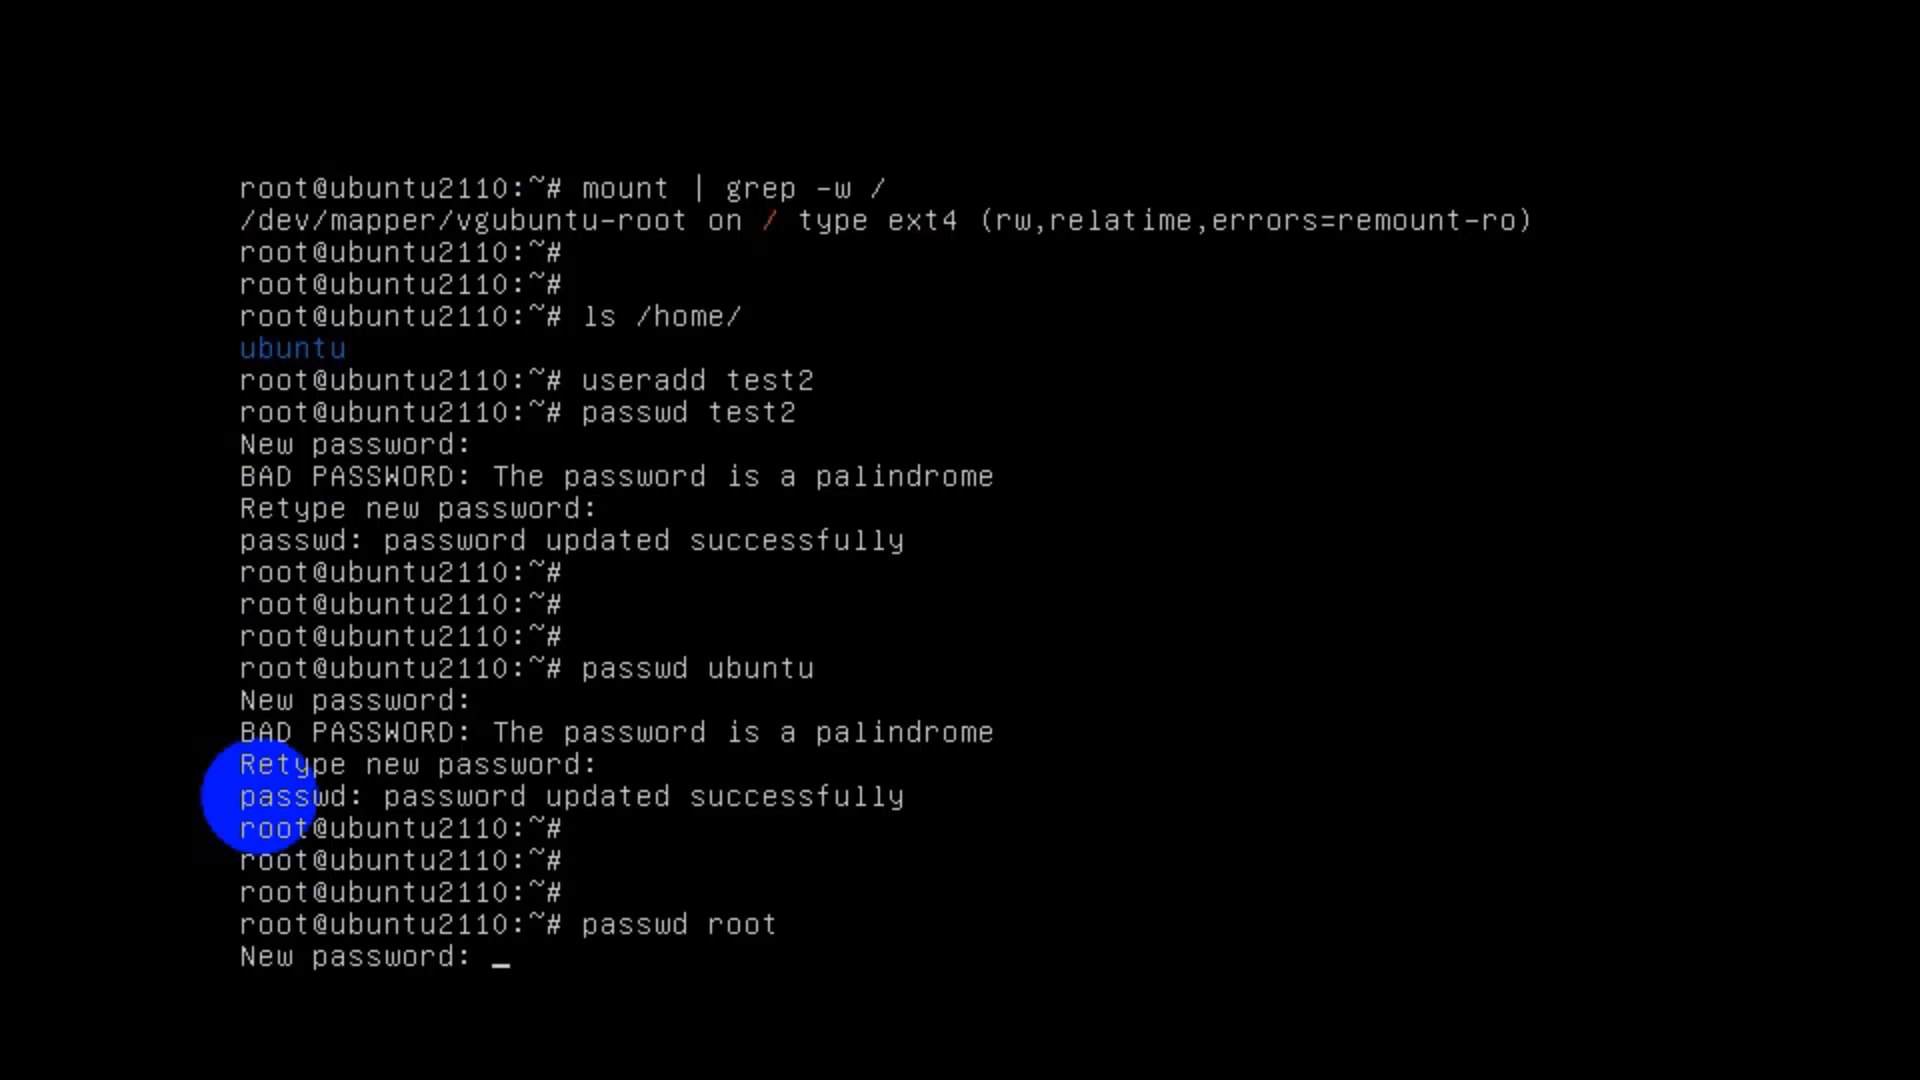 root@ubuntu2110:~# mount | grep -w /
/dev/mapper/vgubuntu-root on / type ext4 (rw,relatime,errors=remount-ro)
root@ubuntu2110:~#
root@ubuntu2110:~#
root@ubuntu2110:~# ls /home/
ubuntu
root@ubuntu2110:~# useradd test2
root@ubuntu2110:~# passwd test2
New password:
BAD PASSWORD: The password is a palindrome
Retype new password:
passwd: password updated successfully
root@ubuntu2110:~#
root@ubuntu2110:~#
root@ubuntu2110:~#
root@ubuntu2110:~# passwd ubuntu
New password:
BAD PASSWORD: The password is a palindrome
Retype new password:
passwd: password updated successfully
root@ubuntu2110:~#
root@ubuntu2110:~#
root@ubuntu2110:~#
root@ubuntu2110:~# passwd root
New password: _